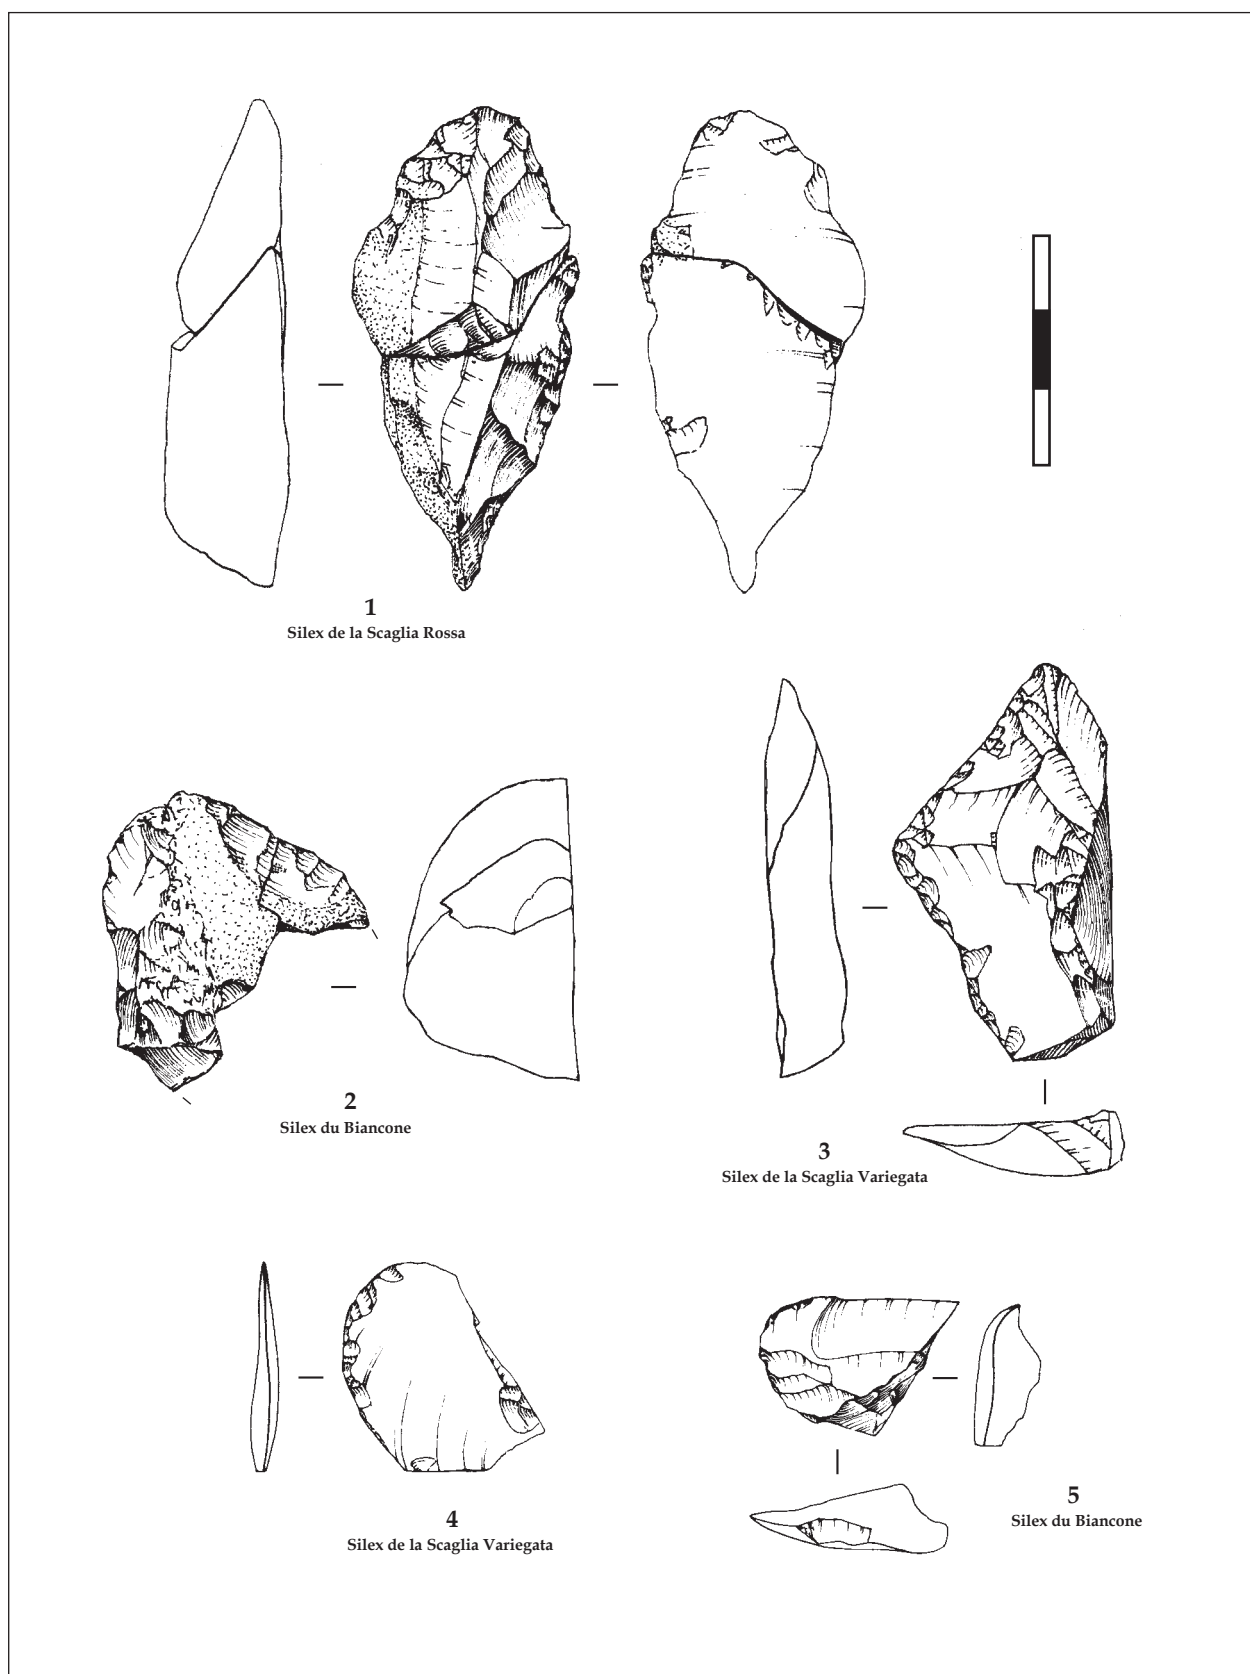 1
Silex de la Scaglia Rossa
2
Silex du Biancone
3
Silex de la Scaglia Variegata
4
Silex de la Scaglia Variegata
5
Silex du Biancone